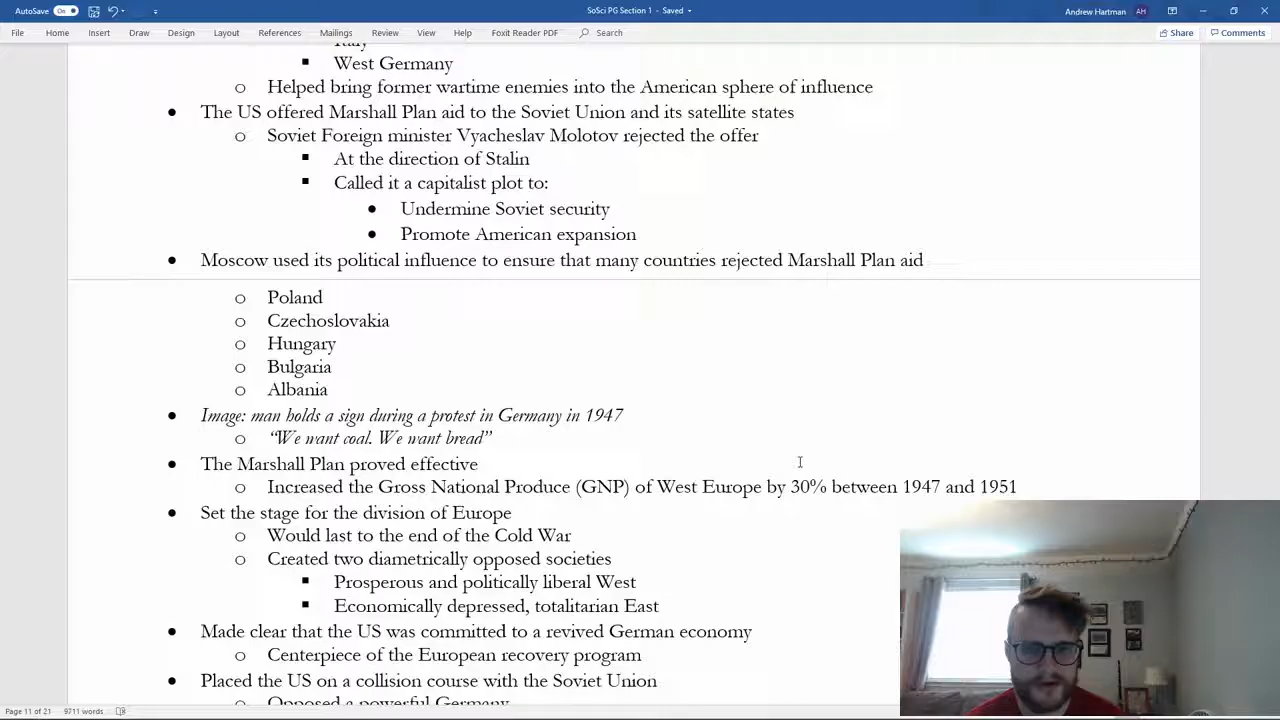 AutoSave
SoSci PG Section 1 - Saved
Andrew Hartman
AH
File Home Insert Draw Design Layout References Mailings Review View Help Foxit Reader PDF Search
Share Comments
Italy
West Germany
Helped bring former wartime enemies into the American sphere of influence
The US offered Marshall Plan aid to the Soviet Union and its satellite states
Soviet Foreign minister Vyacheslav Molotov rejected the offer
At the direction of Stalin
Called it a capitalist plot to:
Undermine Soviet security
Promote American expansion
Moscow used its political influence to ensure that many countries rejected Marshall Plan aid
Poland
Czechoslovakia
Hungary
Bulgaria
Albania
Image: man holds a sign during a protest in Germany in 1947
“We want coal. We want bread”
The Marshall Plan proved effective
Increased the Gross National Produce (GNP) of West Europe by 30% between 1947 and 1951
Set the stage for the division of Europe
Would last to the end of the Cold War
Created two diametrically opposed societies
Prosperous and politically liberal West
Economically depressed, totalitarian East
Made clear that the US was committed to a revived German economy
Centerpiece of the European recovery program
Placed the US on a collision course with the Soviet Union
Opposed a powerful Germany
Page 11 of 21 9711 words